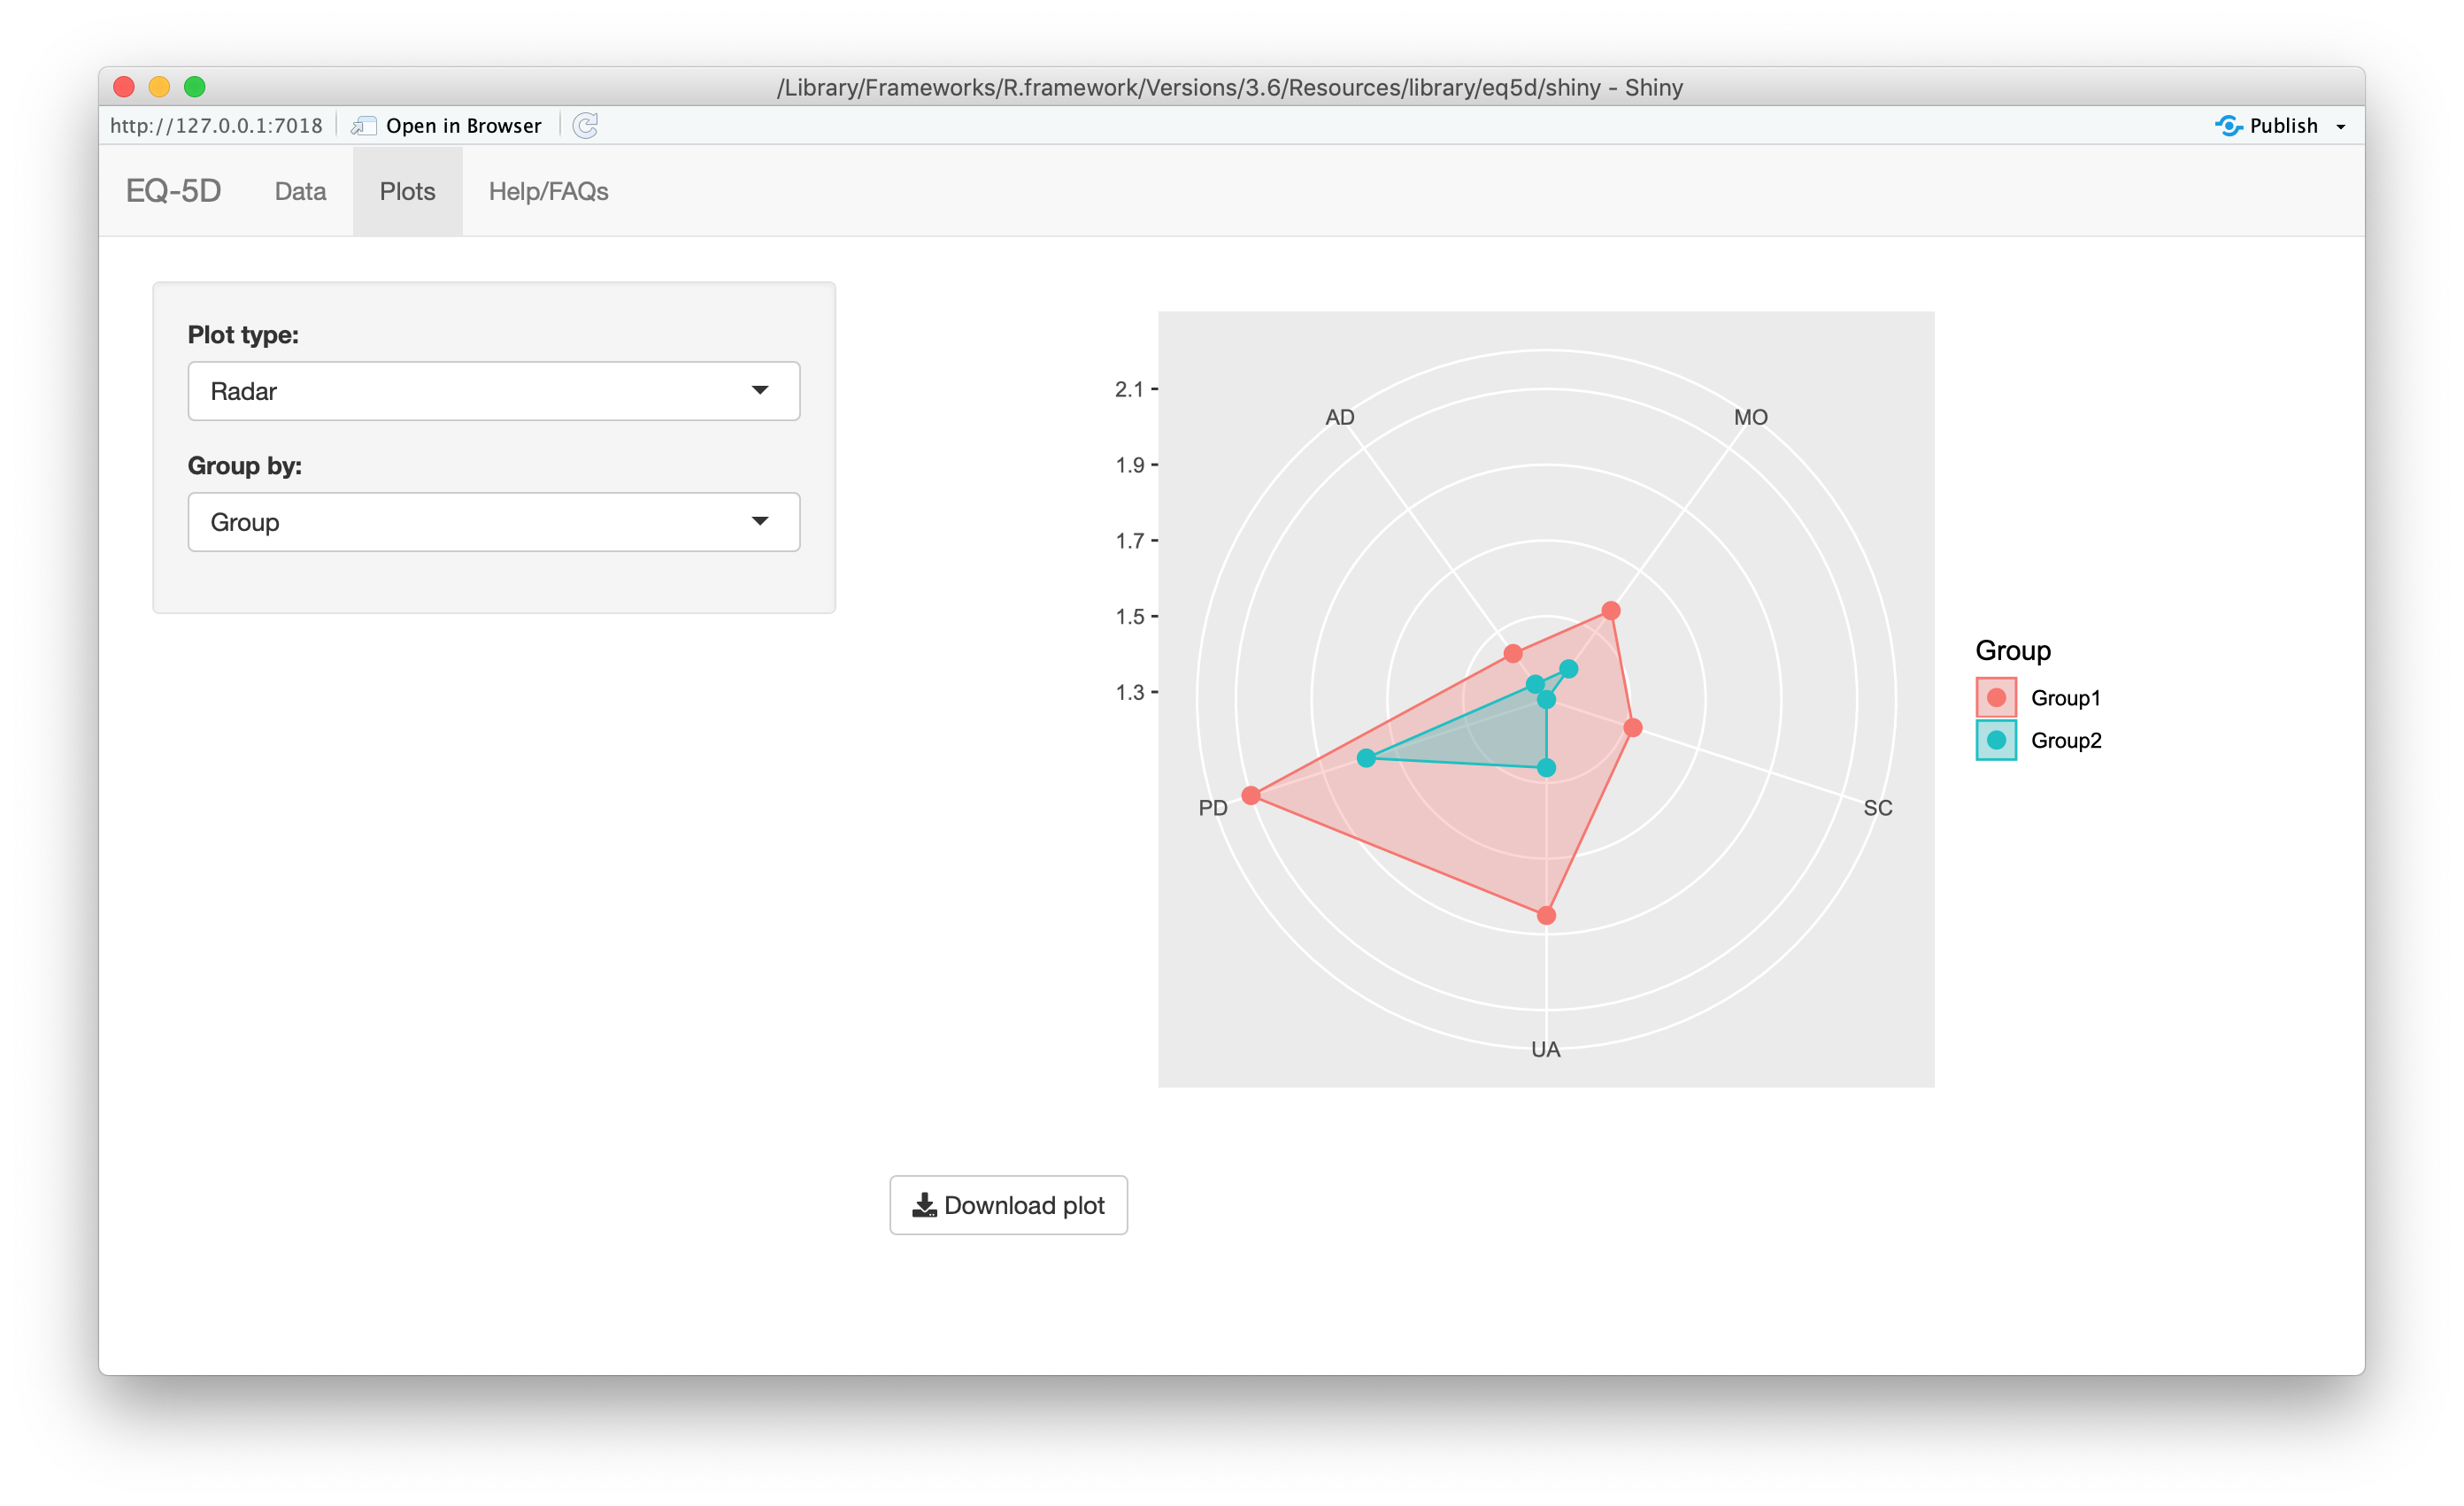 /Library/Frameworks/R.framework/Versions/3.6/Resources/library/eq5d/shiny - Shiny
http://127.0.0.1:7018 Open in Browser Publish
EQ-5D Data Plots Help/FAQs
Plot type:
Radar
Group by:
Group
2.1
1.9
1.7
1.5
1.3
AD
MO
PD
SC
UA
Group
Group1
Group2
Download plot